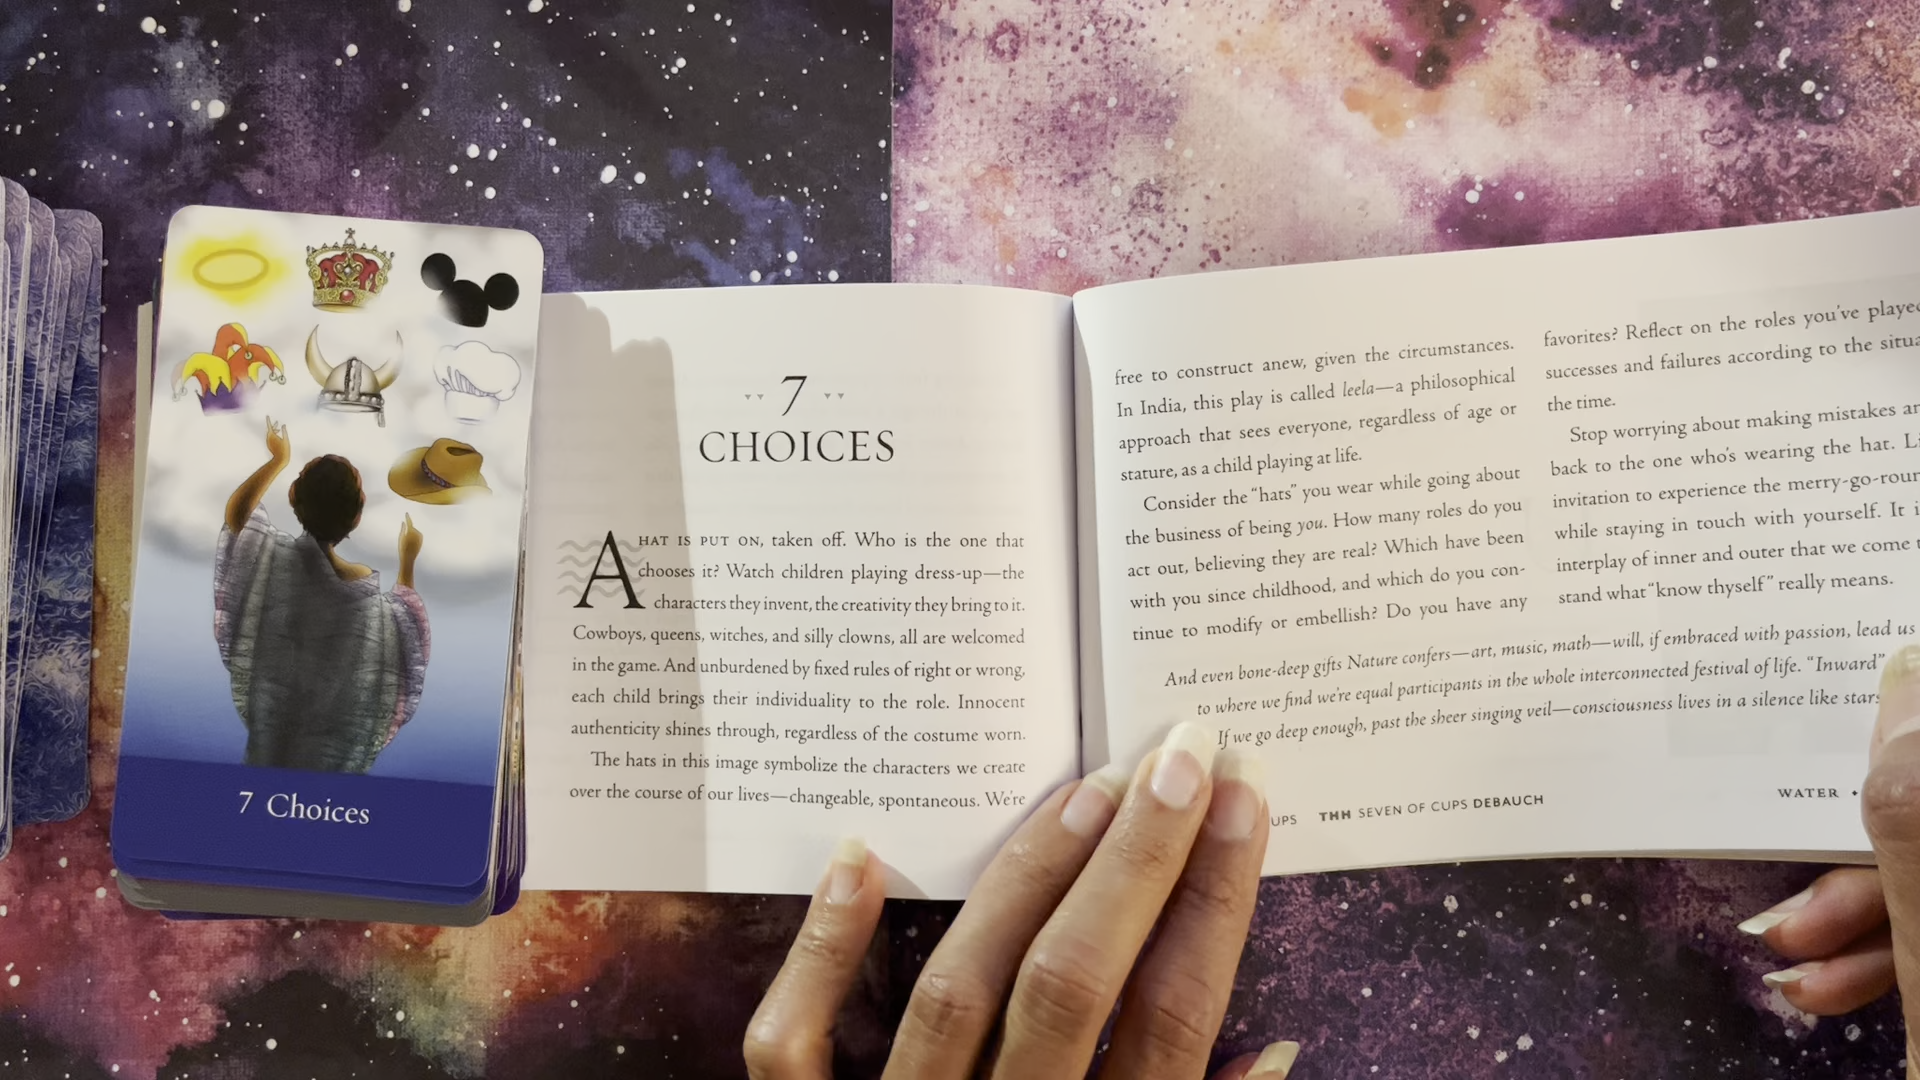 7 Choices
7
CHOICES
A HAT IS PUT ON, taken off. Who is the one that
chooses it? Watch children playing dress-up—the
characters they invent, the creativity they bring to it.
Cowboys, queens, witches, and silly clowns, all are welcomed
in the game. And unburdened by fixed rules of right or wrong,
each child brings their individuality to the role. Innocent
authenticity shines through, regardless of the costume worn.
The hats in this image symbolize the characters we create
over the course of our lives—changeable, spontaneous. We're
free to construct anew, given the circumstances.
In India, this play is called leela—a philosophical
approach that sees everyone, regardless of age or
stature, as a child playing at life.
Consider the "hats" you wear while going about
the business of being you. How many roles do you
act out, believing they are real? Which have been
with you since childhood, and which do you con-
tinue to modify or embellish? Do you have any
favorites? Reflect on the roles you've
successes and failures according to the
the time.
Stop worrying about making mistakes
back to the one who's wearing the hat.
invitation to experience the
while staying in touch with yourself. It
interplay of inner and outer that we come
stand what "know thyself" really means.
And even bone-deep gifts Nature confers—art, music, math—will, if embraced with passion, lead us
to where we find we're equal participants in the whole interconnected festival of life. "Inward"
If we go deep enough, past the sheer singing veil—consciousness lives in a silence like
THH SEVEN OF CUPS DEBAUCH
WATER •